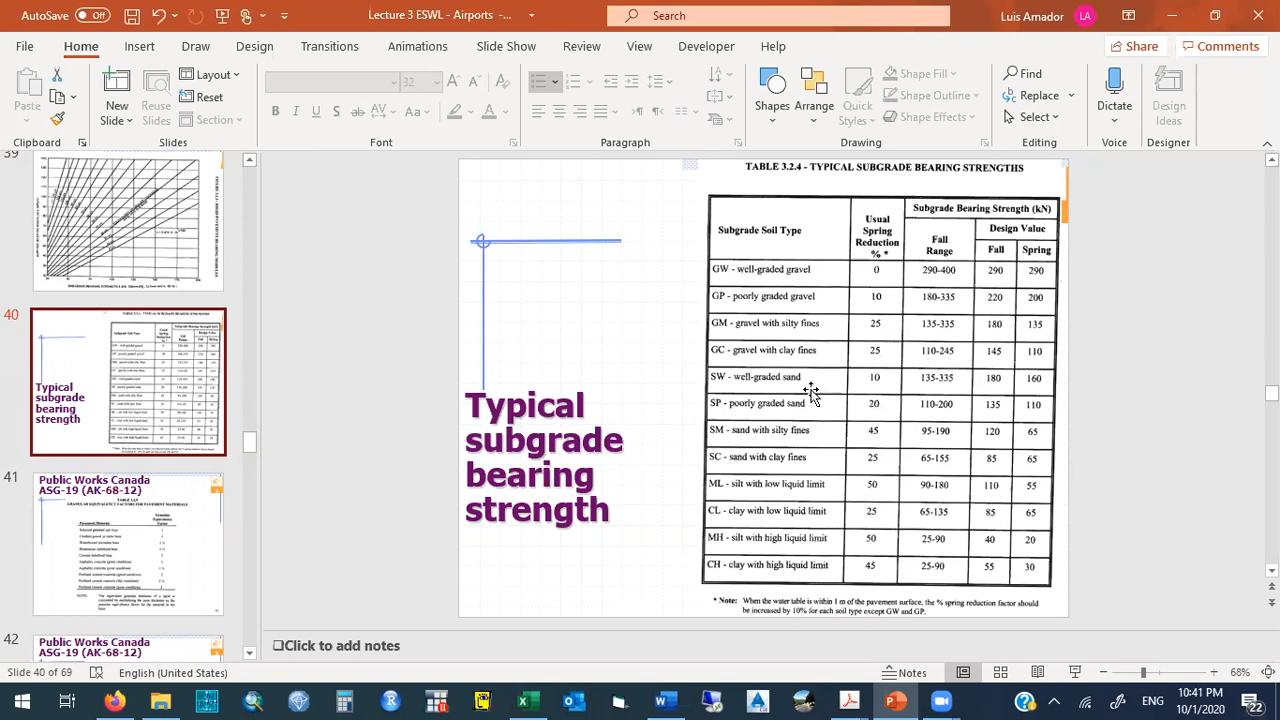 AutoSave Off Lecture 3 ESWL - AutoRecovered Search Luis Amador LA
File Home Insert Draw Design Transitions Animations Slide Show Review View Developer Help Share Comments
Paste New Slide Reuse Slides Layout Reset Section 32 Shapes Arrange Quick Styles Shape Fill Shape Outline Shape Effects Find Replace Select Dictate Design Ideas
Clipboard Slides Font Paragraph Drawing Editing Voice Designer
39
40
Typical
subgrade
bearing
strength
41
Public Works Canada
ASG-19 (AK-68-12)
42
Public Works Canada
ASG-19 (AK-68-12)
Typical
subgrade
bearing
strength
TABLE 3.2.4 - TYPICAL SUBGRADE BEARING STRENGTHS
Subgrade Soil Type
Usual
Spring
Reduction
% *
Subgrade Bearing Strength (kN)
Fall
Range
Design Value
Fall Spring
GW - well-graded gravel 0 290-400 290 290
GP - poorly graded gravel 10 180-335 220 200
GM - gravel with silty fines 25 135-335 180 135
GC - gravel with clay fines 25 110-245 145 110
SW - well-graded sand 10 135-335 180 160
SP - poorly graded sand 20 110-200 135 110
SM - sand with silty fines 45 95-190 120 65
SC - sand with clay fines 25 65-155 85 65
ML - silt with low liquid limit 50 90-180 110 55
CL - clay with low liquid limit 25 65-135 85 65
MH - silt with high liquid limit 50 25-90 40 20
CH - clay with high liquid limit 45 25-90 55 30
* Note: When the water table is within 1 m of the pavement surface, the % spring reduction factor should
be increased by 10% for each soil type except GW and GP.
Click to add notes
Slide 40 of 69 English (United States) Notes 68%
ENG 10:41 PM 10/1/2020 22